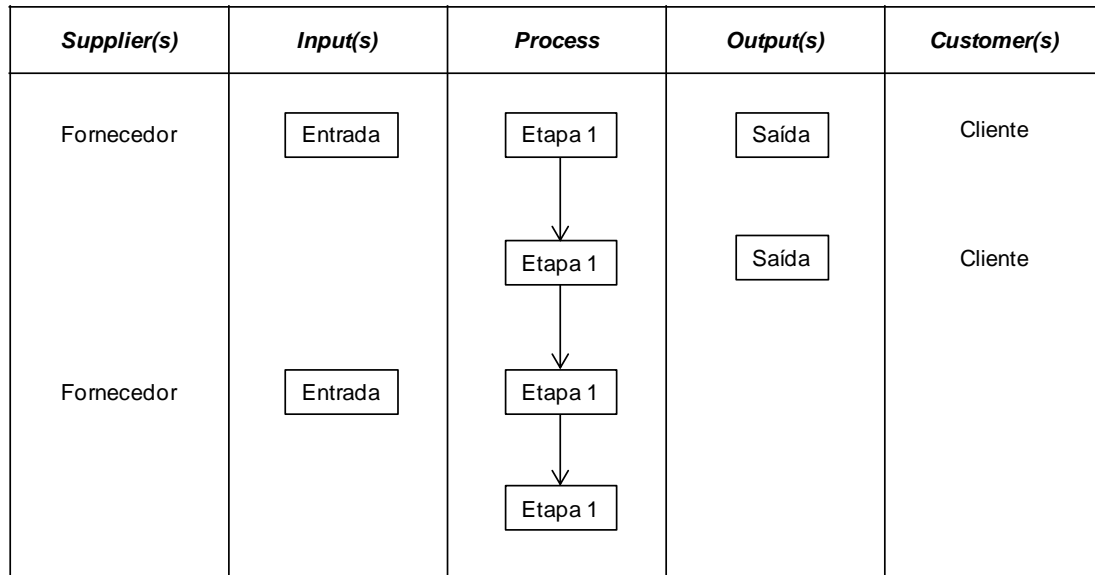 Supplier(s) Input(s) Process Output(s) Customer(s)
Fornecedor Entrada Etapa 1 Saída Cliente
Etapa 1 Saída Cliente
Fornecedor Entrada Etapa 1
Etapa 1